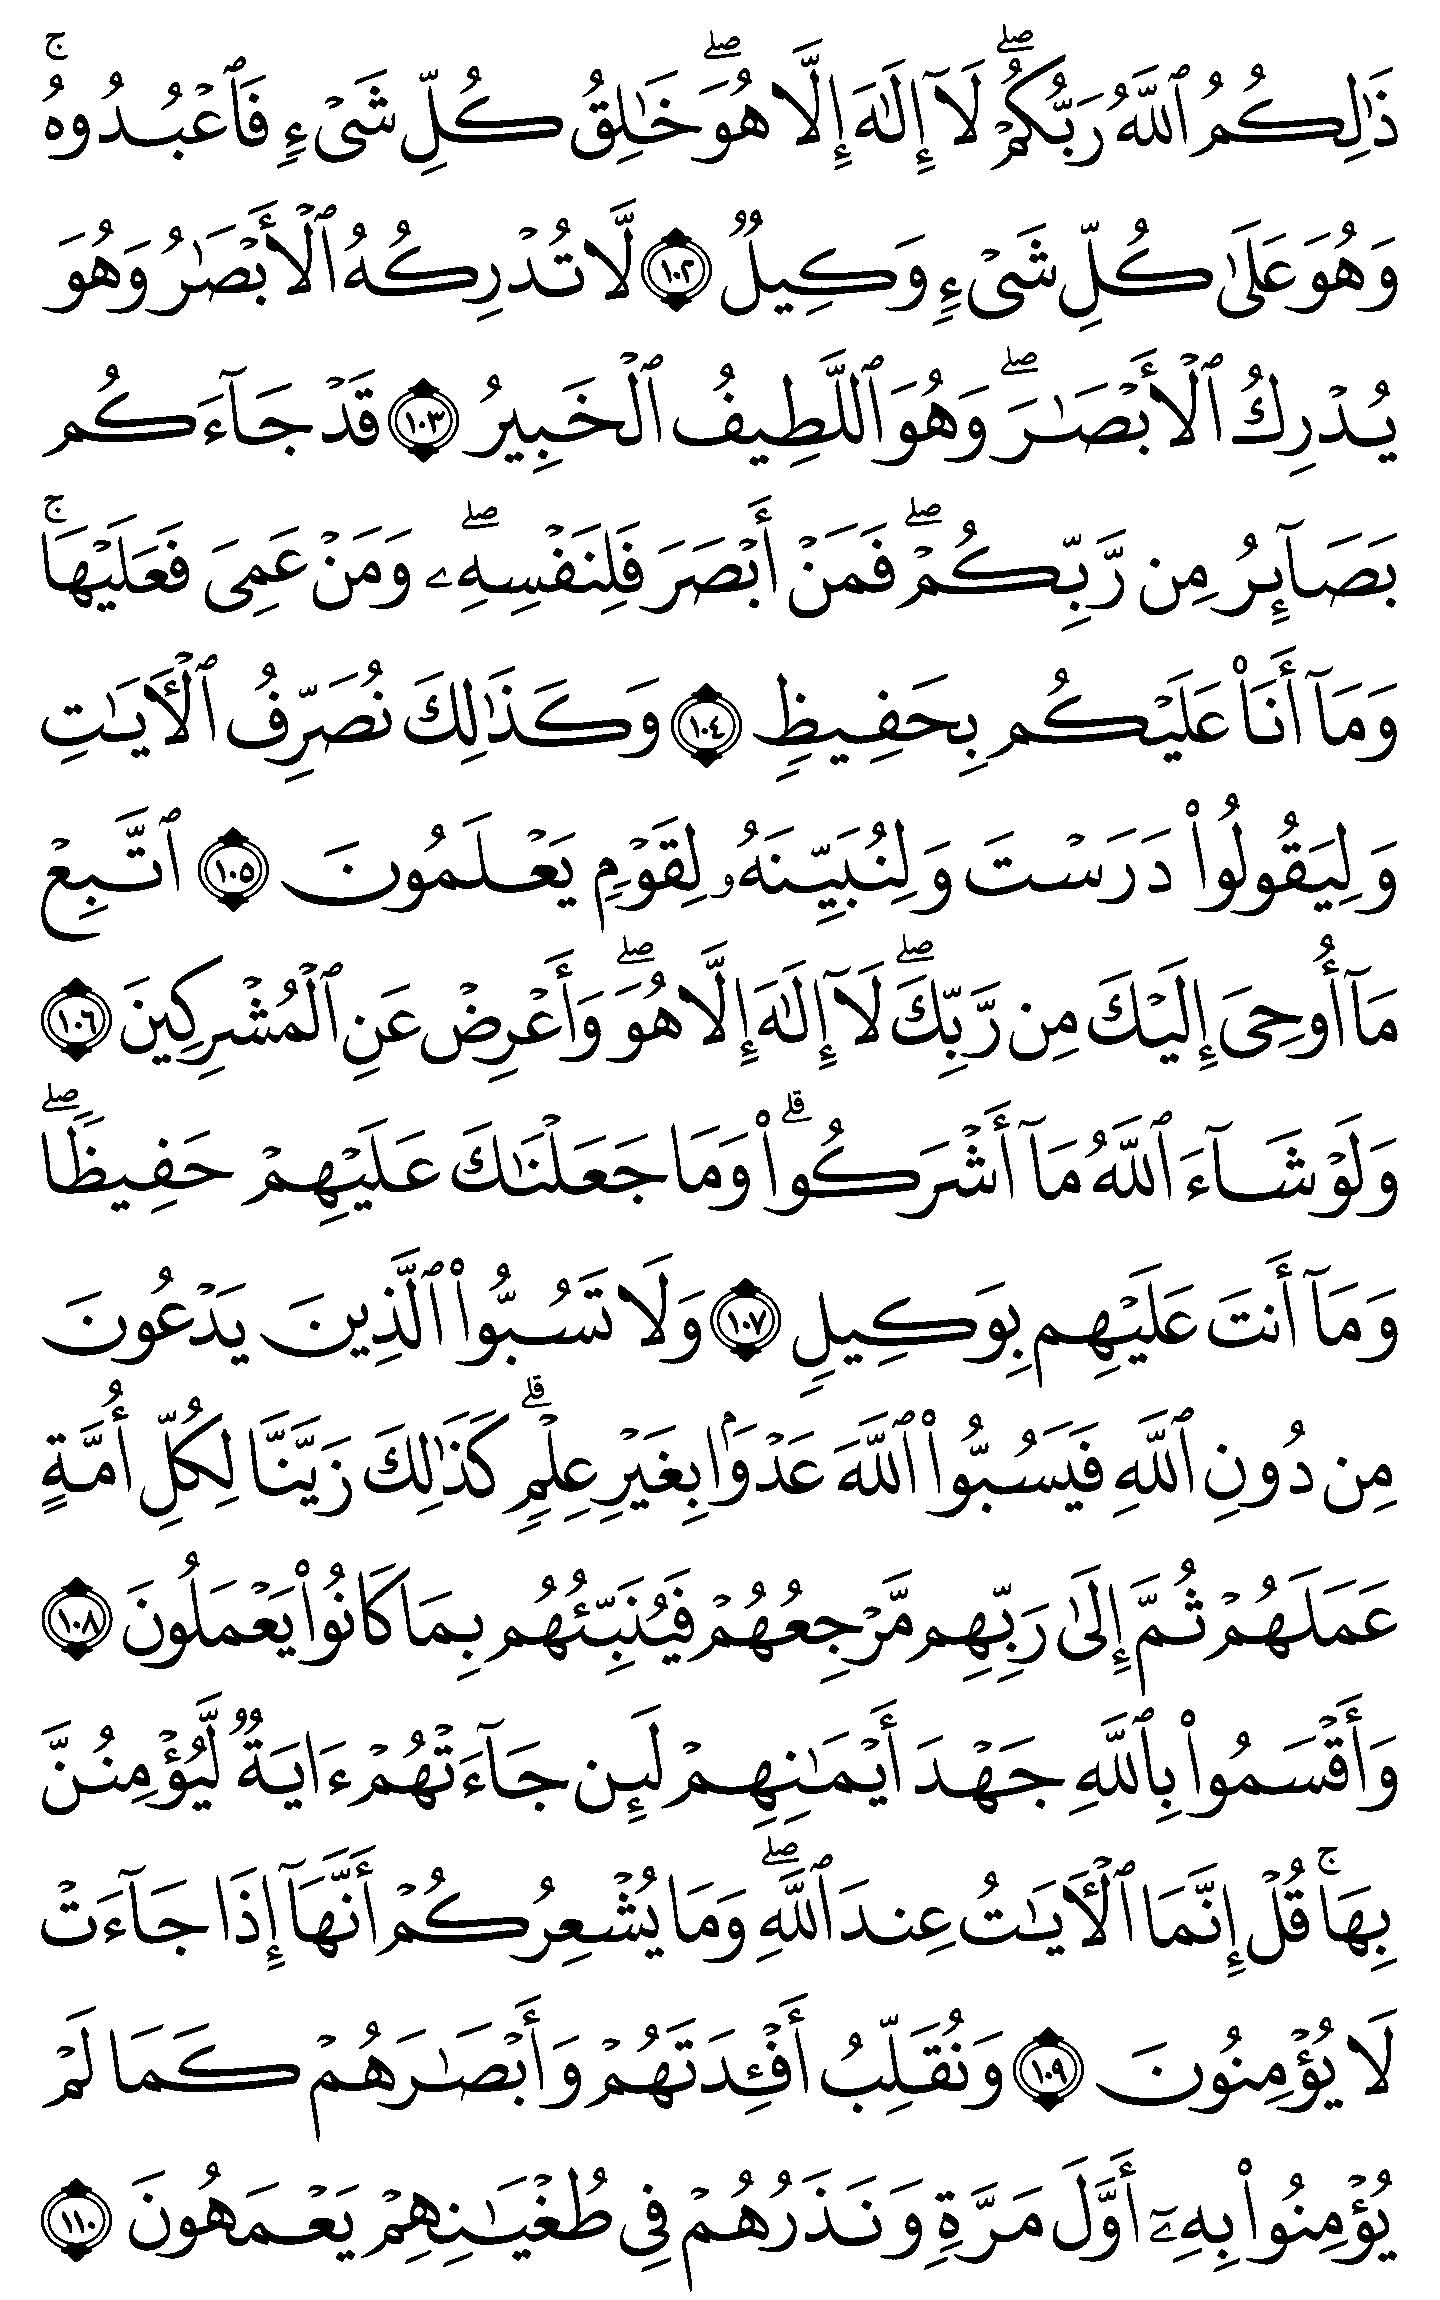 ذَٰلِكُمُ ٱللَّهُ رَبُّكُمْۖ لَآ إِلَٰهَ إِلَّا هُوَۖ خَٰلِقُ كُلِّ شَىْءٍ فَٱعْبُدُوهُۚ
وَهُوَ عَلَىٰ كُلِّ شَىْءٍ وَكِيلٌ ١٠٢ لَّا تُدْرِكُهُ ٱلْأَبْصَٰرُ وَهُوَ
يُدْرِكُ ٱلْأَبْصَٰرَۖ وَهُوَ ٱللَّطِيفُ ٱلْخَبِيرُ ١٠٣ قَدْ جَآءَكُم
بَصَآئِرُ مِن رَّبِّكُمْۖ فَمَنْ أَبْصَرَ فَلِنَفْسِهِۦۖ وَمَنْ عَمِىَ فَعَلَيْهَاۚ
وَمَآ أَنَا۠ عَلَيْكُم بِحَفِيظٍ ١٠٤ وَكَذَٰلِكَ نُصَرِّفُ ٱلْـَٔايَٰتِ
وَلِيَقُولُوا۟ دَرَسْتَ وَلِنُبَيِّنَهُۥ لِقَوْمٍ يَعْلَمُونَ ١٠٥ ٱتَّبِعْ
مَآ أُوحِىَ إِلَيْكَ مِن رَّبِّكَۖ لَآ إِلَٰهَ إِلَّا هُوَۖ وَأَعْرِضْ عَنِ ٱلْمُشْرِكِينَ ١٠٦
وَلَوْ شَآءَ ٱللَّهُ مَآ أَشْرَكُوا۟ۗ وَمَا جَعَلْنَٰكَ عَلَيْهِمْ حَفِيظًاۖ
وَمَآ أَنتَ عَلَيْهِم بِوَكِيلٍ ١٠٧ وَلَا تَسُبُّوا۟ ٱلَّذِينَ يَدْعُونَ
مِن دُونِ ٱللَّهِ فَيَسُبُّوا۟ ٱللَّهَ عَدْوًۢا بِغَيْرِ عِلْمٍۗ كَذَٰلِكَ زَيَّنَّا لِكُلِّ أُمَّةٍ
عَمَلَهُمْ ثُمَّ إِلَىٰ رَبِّهِم مَّرْجِعُهُمْ فَيُنَبِّئُهُم بِمَا كَانُوا۟ يَعْمَلُونَ ١٠٨
وَأَقْسَمُوا۟ بِٱللَّهِ جَهْدَ أَيْمَٰنِهِمْ لَئِن جَآءَتْهُمْ ءَايَةٌ لَّيُؤْمِنُنَّ
بِهَاۚ قُلْ إِنَّمَا ٱلْـَٔايَٰتُ عِندَ ٱللَّهِۖ وَمَا يُشْعِرُكُمْ أَنَّهَآ إِذَا جَآءَتْ
لَا يُؤْمِنُونَ ١٠٩ وَنُقَلِّبُ أَفْـِٔدَتَهُمْ وَأَبْصَٰرَهُمْ كَمَا لَمْ
يُؤْمِنُوا۟ بِهِۦٓ أَوَّلَ مَرَّةٍ وَنَذَرُهُمْ فِى طُغْيَٰنِهِمْ يَعْمَهُونَ ١١٠